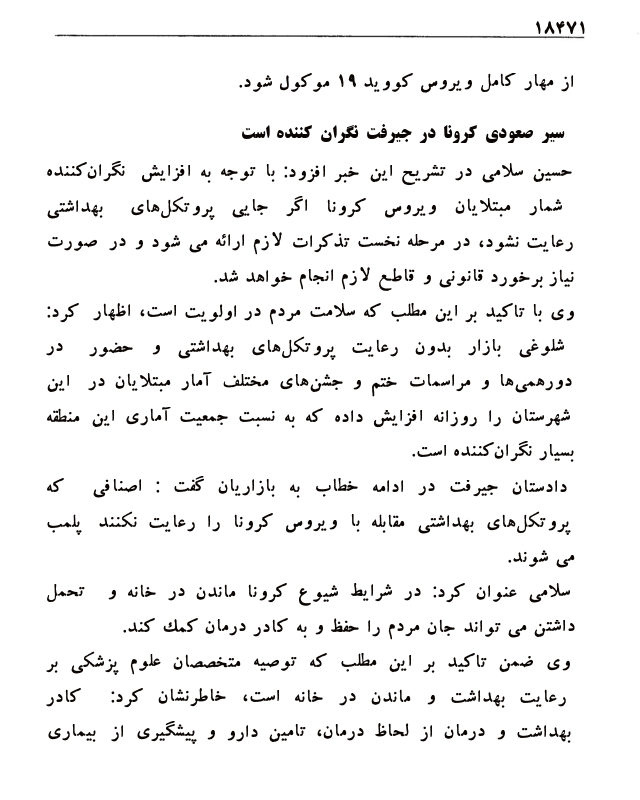 ۱۸۴۷۱
از مهار کامل ویروس کووید ۱۹ موکول شود.
سیر صعودی کرونا در جیرفت نگران کننده است
حسین سلامی در تشریح این خبر افزود: با توجه به افزایش نگران‌کننده
شمار مبتلایان ویروس کرونا اگر جایی پروتکل‌های بهداشتی
رعایت نشود، در مرحله نخست تذکرات لازم ارائه می شود و در صورت
نیاز برخورد قانونی و قاطع لازم انجام خواهد شد.
وی با تاکید بر این مطلب که سلامت مردم در اولویت است، اظهار کرد:
شلوغی بازار بدون رعایت پروتکل‌های بهداشتی و حضور در
دورهمی‌ها و مراسمات ختم و جشن‌های مختلف آمار مبتلایان در این
شهرستان را روزانه افزایش داده که به نسبت جمعیت آماری این منطقه
بسیار نگران‌کننده است.
دادستان جیرفت در ادامه خطاب به بازاریان گفت : اصنافی که
پروتکل‌های بهداشتی مقابله با ویروس کرونا را رعایت نکنند پلمب
می شوند.
سلامی عنوان کرد: در شرایط شیوع کرونا ماندن در خانه و تحمل
داشتن می تواند جان مردم را حفظ و به کادر درمان کمك کند.
وی ضمن تاکید بر این مطلب که توصیه متخصصان علوم پزشکی بر
رعایت بهداشت و ماندن در خانه است، خاطرنشان کرد: کادر
بهداشت و درمان از لحاظ درمان، تامین دارو و پیشگیری از بیماری